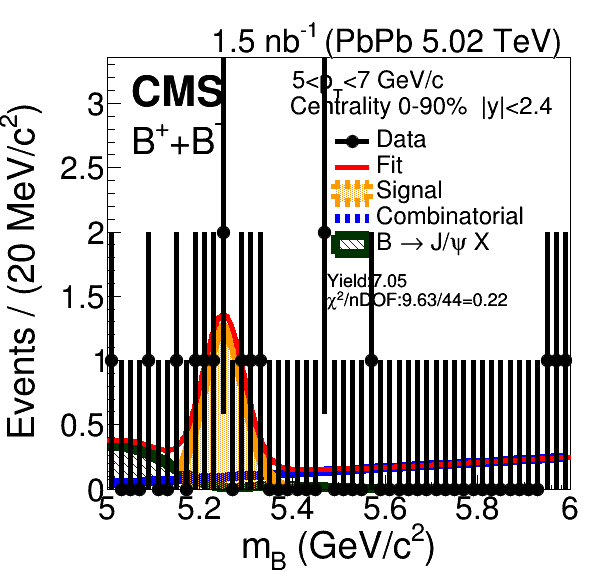 1.5 nb-1 (PbPb 5.02 TeV)
CMS
B++B-
5<pT<7 GeV/c
Centrality 0-90% |y|<2.4
Data
Fit
Signal
Combinatorial
B → J/ψ X
Yield:7.05
χ2/nDOF:9.63/44=0.22
Events / (20 MeV/c2)
3
2.5
2
1.5
1
0.5
0
5 5.2 5.4 5.6 5.8 6
mB (GeV/c2)